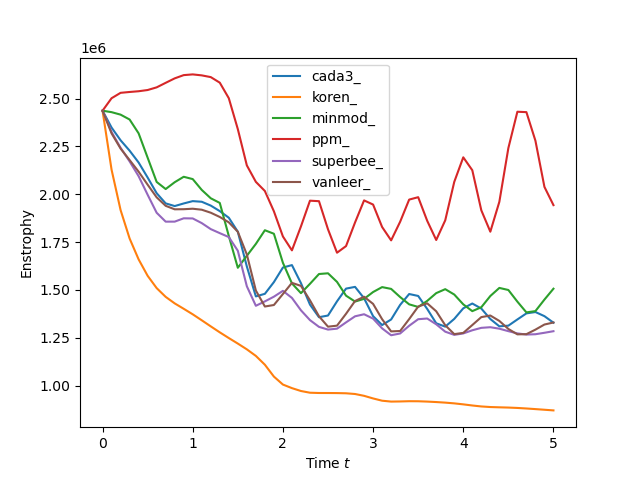 1e6
2.50
2.25
2.00
1.75
1.50
1.25
1.00
Enstrophy
cada3_
koren_
minmod_
ppm_
superbee_
vanleer_
0 1 2 3 4 5
Time t